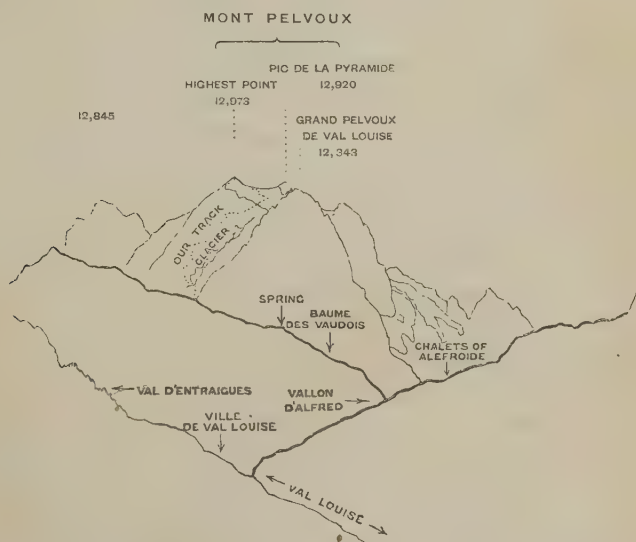 MONT PELVOUX
PIC DE LA PYRAMIDE
HIGHEST POINT
12,920
12,973
12,845
GRAND PELVOUX
DE VAL LOUISE
12,343
OUR TRACK
GLACIER
SPRING
BAUME
DES VAUDOIS
CHALETS OF
ALEFROIDE
VAL D'ENTRAIGUES
VALLON
D'ALFRED
VILLE
DE VAL LOUISE
VAL LOUISE